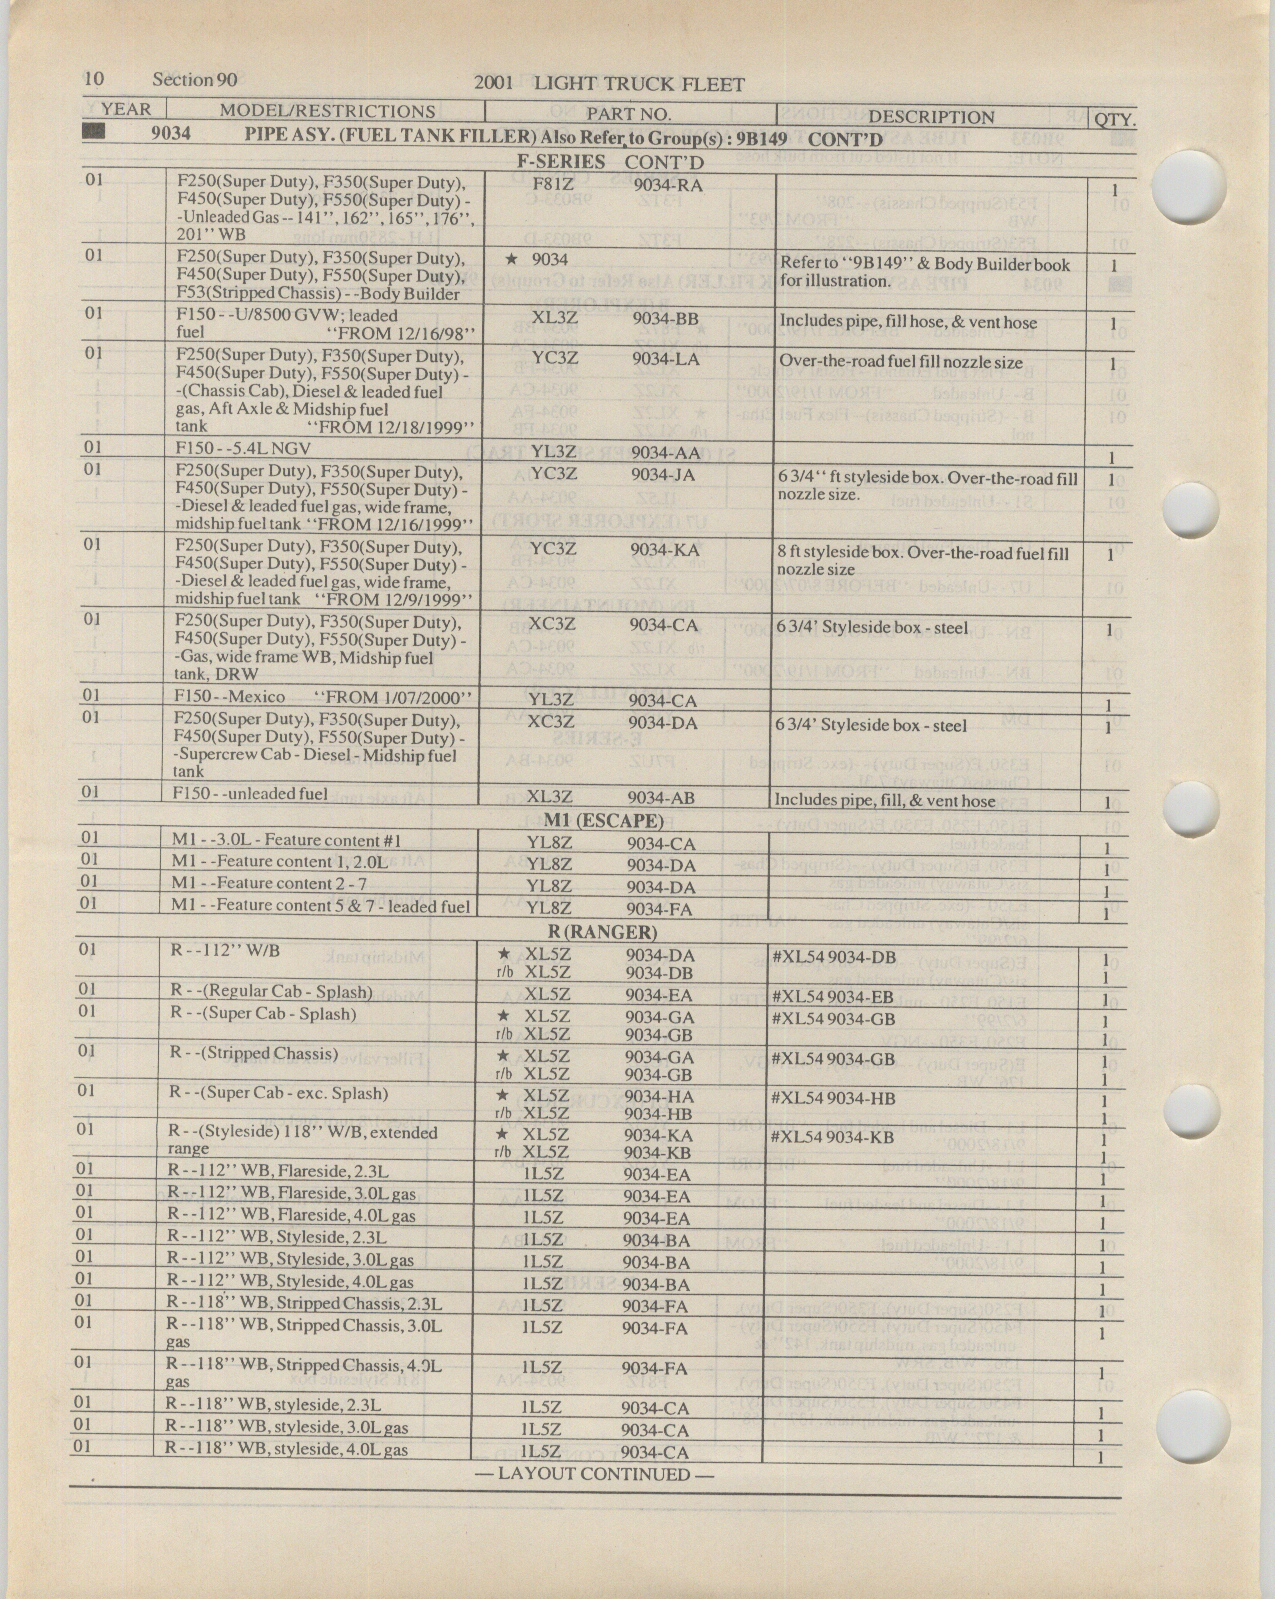 10 Section 90 2001 LIGHT TRUCK FLEET
YEAR MODEL/RESTRICTIONS PART NO. DESCRIPTION QTY.
9034 PIPE ASY. (FUEL TANK FILLER) Also Refer to Group(s) : 9B149 CONT'D
F-SERIES CONT'D
01 F250(Super Duty), F350(Super Duty), F81Z 9034-RA 1
F450(Super Duty), F550(Super Duty) -
-Unleaded Gas -- 141'', 162'', 165'', 176'',
201'' WB
01 F250(Super Duty), F350(Super Duty), ★ 9034 Refer to "9B149" & Body Builder book 1
F450(Super Duty), F550(Super Duty), for illustration.
F53(Stripped Chassis) - -Body Builder
01 F150 - -U/8500 GVW; leaded XL3Z 9034-BB Includes pipe, fill hose, & vent hose 1
fuel "FROM 12/16/98"
01 F250(Super Duty), F350(Super Duty), YC3Z 9034-LA Over-the-road fuel fill nozzle size 1
F450(Super Duty), F550(Super Duty) -
-(Chassis Cab), Diesel & leaded fuel
gas, Aft Axle & Midship fuel
tank "FROM 12/18/1999"
01 F150 - -5.4L NGV YL3Z 9034-AA 1
01 F250(Super Duty), F350(Super Duty), YC3Z 9034-JA 6 3/4'' ft styleside box. Over-the-road fill 1
F450(Super Duty), F550(Super Duty) - nozzle size.
-Diesel & leaded fuel gas, wide frame,
midship fuel tank "FROM 12/16/1999"
01 F250(Super Duty), F350(Super Duty), YC3Z 9034-KA 8 ft styleside box. Over-the-road fuel fill 1
F450(Super Duty), F550(Super Duty) - nozzle size
-Diesel & leaded fuel gas, wide frame,
midship fuel tank "FROM 12/9/1999"
01 F250(Super Duty), F350(Super Duty), XC3Z 9034-CA 6 3/4' Styleside box - steel 1
F450(Super Duty), F550(Super Duty) -
-Gas, wide frame WB, Midship fuel
tank, DRW
01 F150 - -Mexico "FROM 1/07/2000" YL3Z 9034-CA 1
01 F250(Super Duty), F350(Super Duty), XC3Z 9034-DA 6 3/4' Styleside box - steel 1
F450(Super Duty), F550(Super Duty) -
-Supercrew Cab - Diesel - Midship fuel
tank
01 F150 - -unleaded fuel XL3Z 9034-AB Includes pipe, fill, & vent hose 1
M1 (ESCAPE)
01 M1 - -3.0L - Feature content #1 YL8Z 9034-CA 1
01 M1 - -Feature content 1, 2.0L YL8Z 9034-DA 1
01 M1 - -Feature content 2 - 7 YL8Z 9034-DA 1
01 M1 - -Feature content 5 & 7 - leaded fuel YL8Z 9034-FA 1
R (RANGER)
01 R - -112'' W/B ★ XL5Z 9034-DA #XL54 9034-DB 1
r/b XL5Z 9034-DB 1
01 R - -(Regular Cab - Splash) XL5Z 9034-EA #XL54 9034-EB 1
01 R - -(Super Cab - Splash) ★ XL5Z 9034-GA #XL54 9034-GB 1
r/b XL5Z 9034-GB 1
01 R - -(Stripped Chassis) ★ XL5Z 9034-GA #XL54 9034-GB 1
r/b XL5Z 9034-GB 1
01 R - -(Super Cab - exc. Splash) ★ XL5Z 9034-HA #XL54 9034-HB 1
r/b XL5Z 9034-HB 1
01 R - -(Styleside) 118'' W/B, extended ★ XL5Z 9034-KA #XL54 9034-KB 1
range r/b XL5Z 9034-KB 1
01 R - -112'' WB, Flareside, 2.3L 1L5Z 9034-EA 1
01 R - -112'' WB, Flareside, 3.0L gas 1L5Z 9034-EA 1
01 R - -112'' WB, Flareside, 4.0L gas 1L5Z 9034-EA 1
01 R - -112'' WB, Styleside, 2.3L 1L5Z 9034-BA 1
01 R - -112'' WB, Styleside, 3.0L gas 1L5Z 9034-BA 1
01 R - -112'' WB, Styleside, 4.0L gas 1L5Z 9034-BA 1
01 R - -118'' WB, Stripped Chassis, 2.3L 1L5Z 9034-FA 1
01 R - -118'' WB, Stripped Chassis, 3.0L 1L5Z 9034-FA 1
gas
01 R - -118'' WB, Stripped Chassis, 4.0L 1L5Z 9034-FA 1
gas
01 R - -118'' WB, styleside, 2.3L 1L5Z 9034-CA 1
01 R - -118'' WB, styleside, 3.0L gas 1L5Z 9034-CA 1
01 R - -118'' WB, styleside, 4.0L gas 1L5Z 9034-CA 1
— LAYOUT CONTINUED —